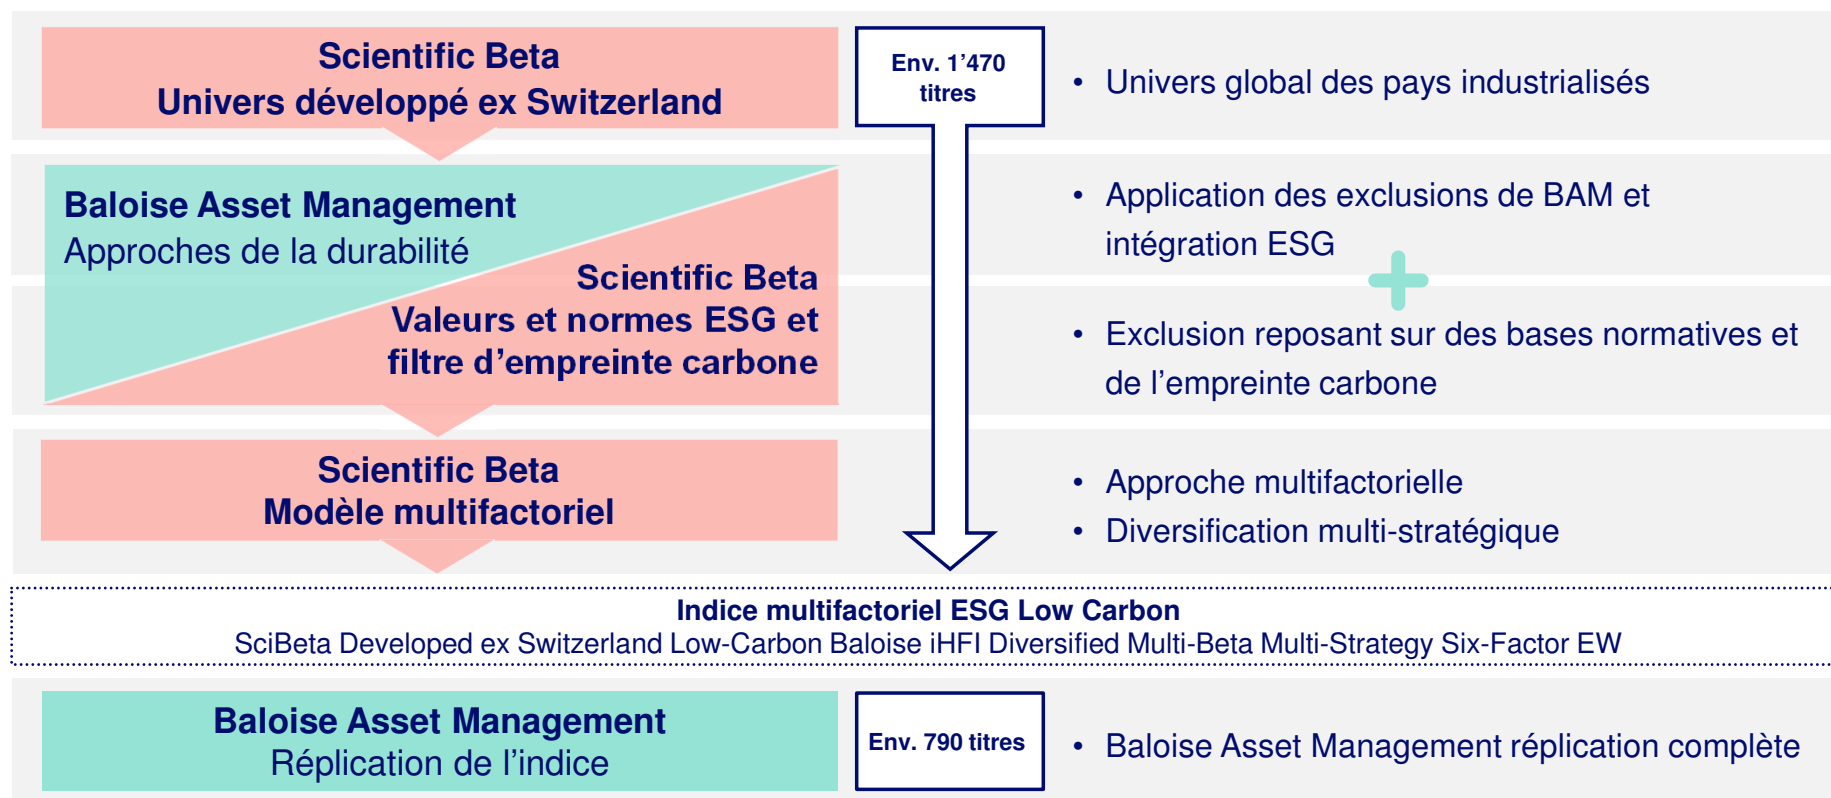 Scientific Beta
Univers développé ex Switzerland
Env. 1’470
titres
• Univers global des pays industrialisés
Baloise Asset Management
Approches de la durabilité
Scientific Beta
Valeurs et normes ESG et
filtre d’empreinte carbone
• Application des exclusions de BAM et
intégration ESG
• Exclusion reposant sur des bases normatives et
de l’empreinte carbone
Scientific Beta
Modèle multifactoriel
• Approche multifactorielle
• Diversification multi-stratégique
Indice multifactoriel ESG Low Carbon
SciBeta Developed ex Switzerland Low-Carbon Baloise iHFI Diversified Multi-Beta Multi-Strategy Six-Factor EW
Baloise Asset Management
Réplication de l’indice
Env. 790 titres
• Baloise Asset Management réplication complète